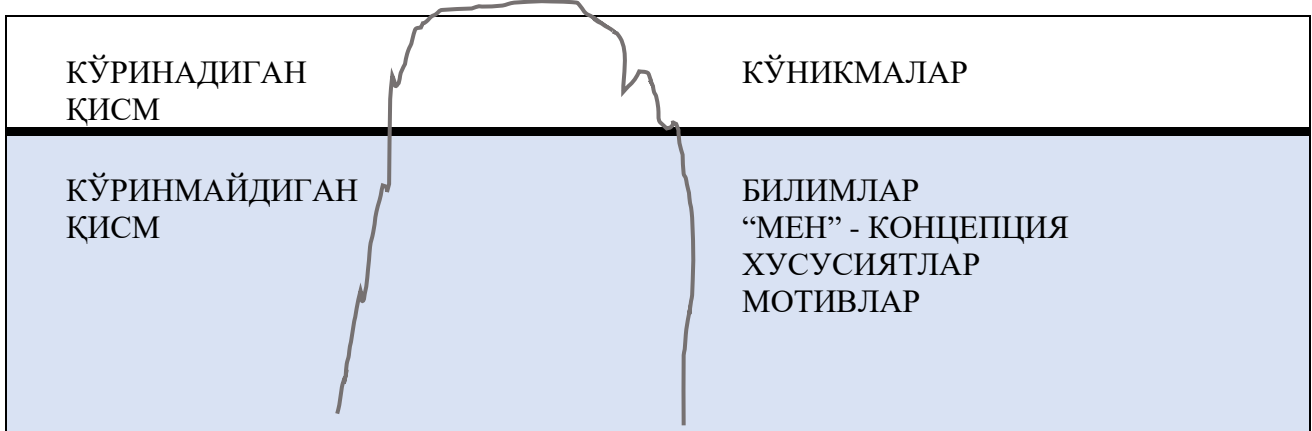 КЎРИНАДИГАН
ҚИСМ
КЎНИКМАЛАР
КЎРИНМАЙДИГАН
ҚИСМ
БИЛИМЛАР
“МЕН” - КОНЦЕПЦИЯ
ХУСУСИЯТЛАР
МОТИВЛАР